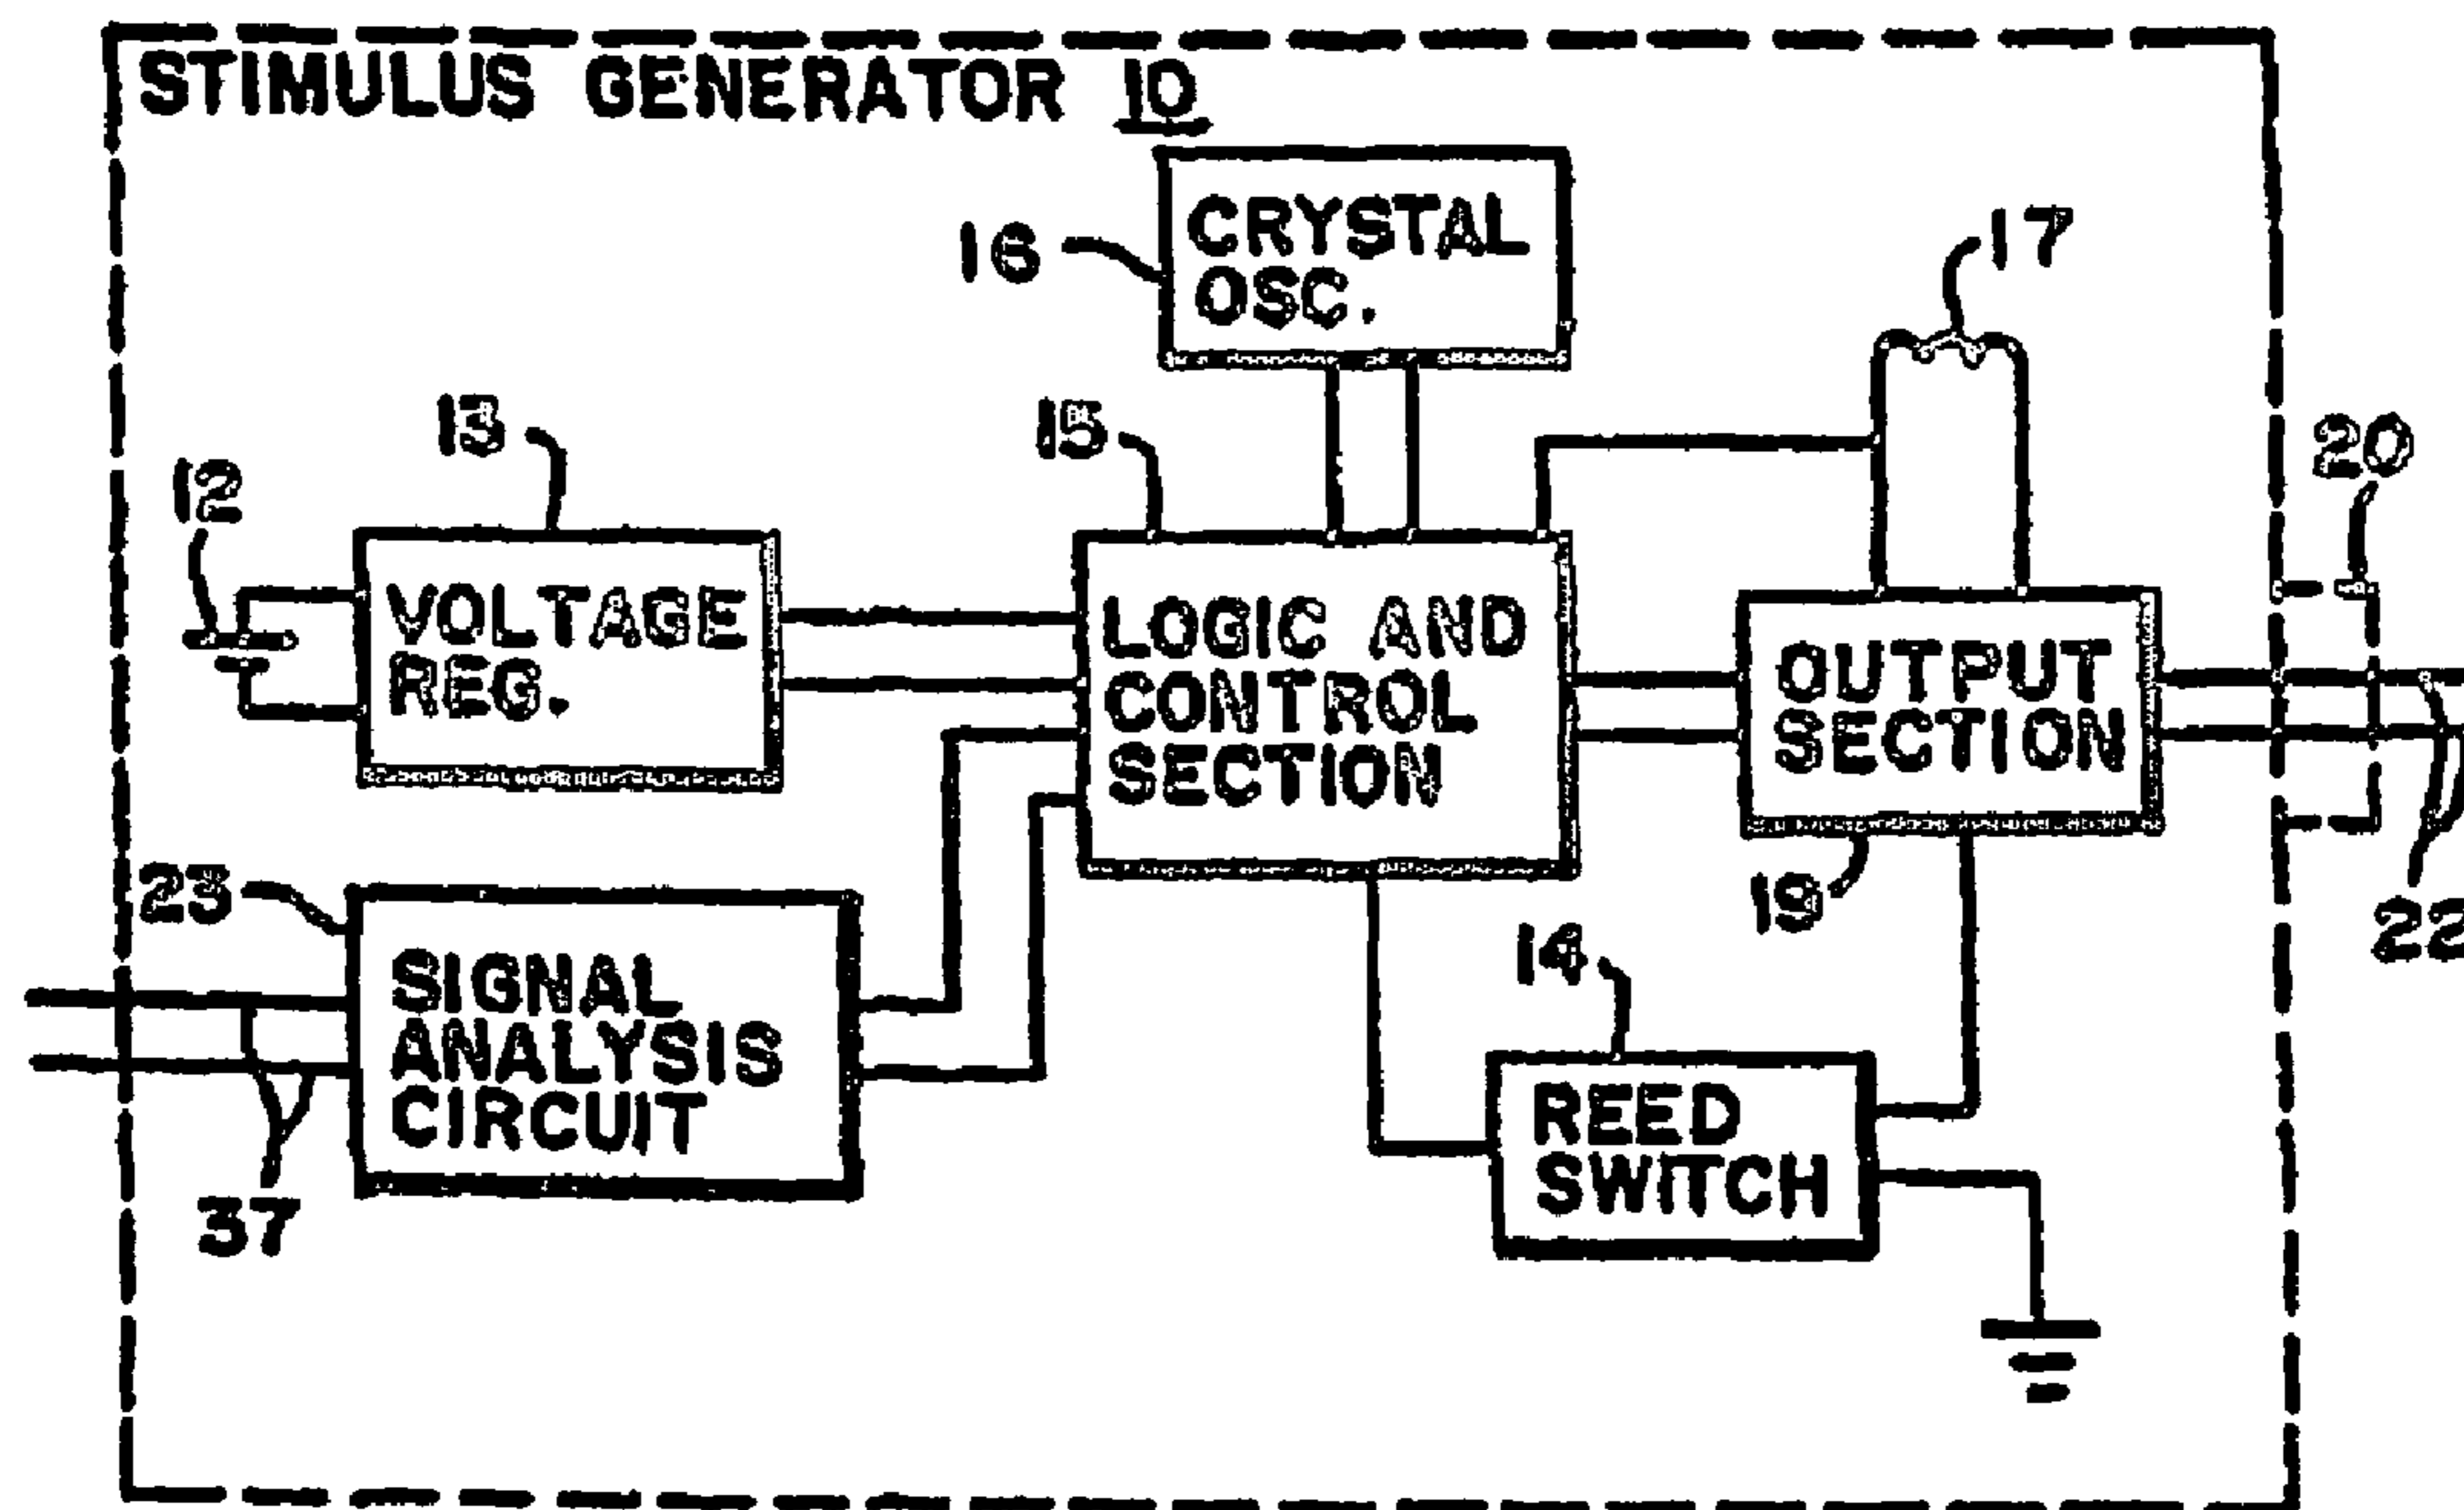 STIMULUS GENERATOR 10
CRYSTAL
OSC.
16
17
13
15
20
12
VOLTAGE
REG.
LOGIC AND
CONTROL
SECTION
OUTPUT
SECTION
23
19
22
14
SIGNAL
ANALYSIS
CIRCUIT
REED
SWITCH
37